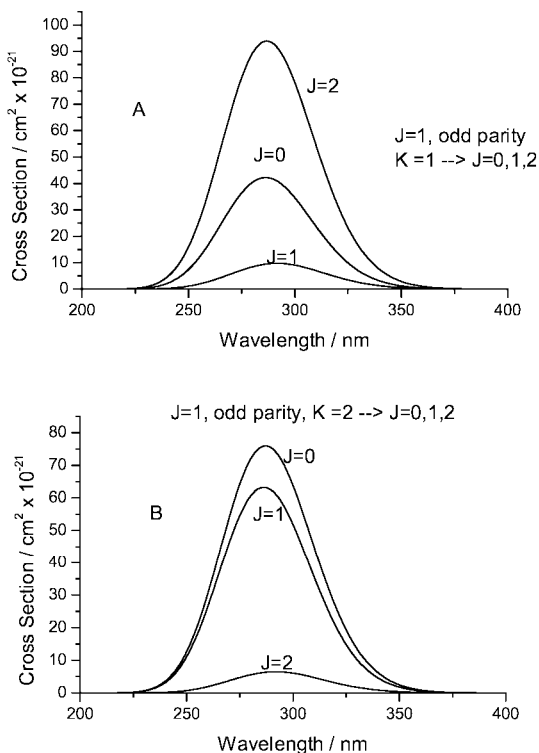 100
90
80
70
60
50
40
30
20
10
0
A
J=2
J=0
J=1
J=1, odd parity
K =1 --> J=0,1,2
200 250 300 350 400
Wavelength / nm
Cross Section / cm² x 10⁻²¹
J=1, odd parity, K =2 --> J=0,1,2
80
70
60
50
40
30
20
10
0
B
J=0
J=1
J=2
200 250 300 350 400
Wavelength / nm
Cross Section / cm² x 10⁻²¹